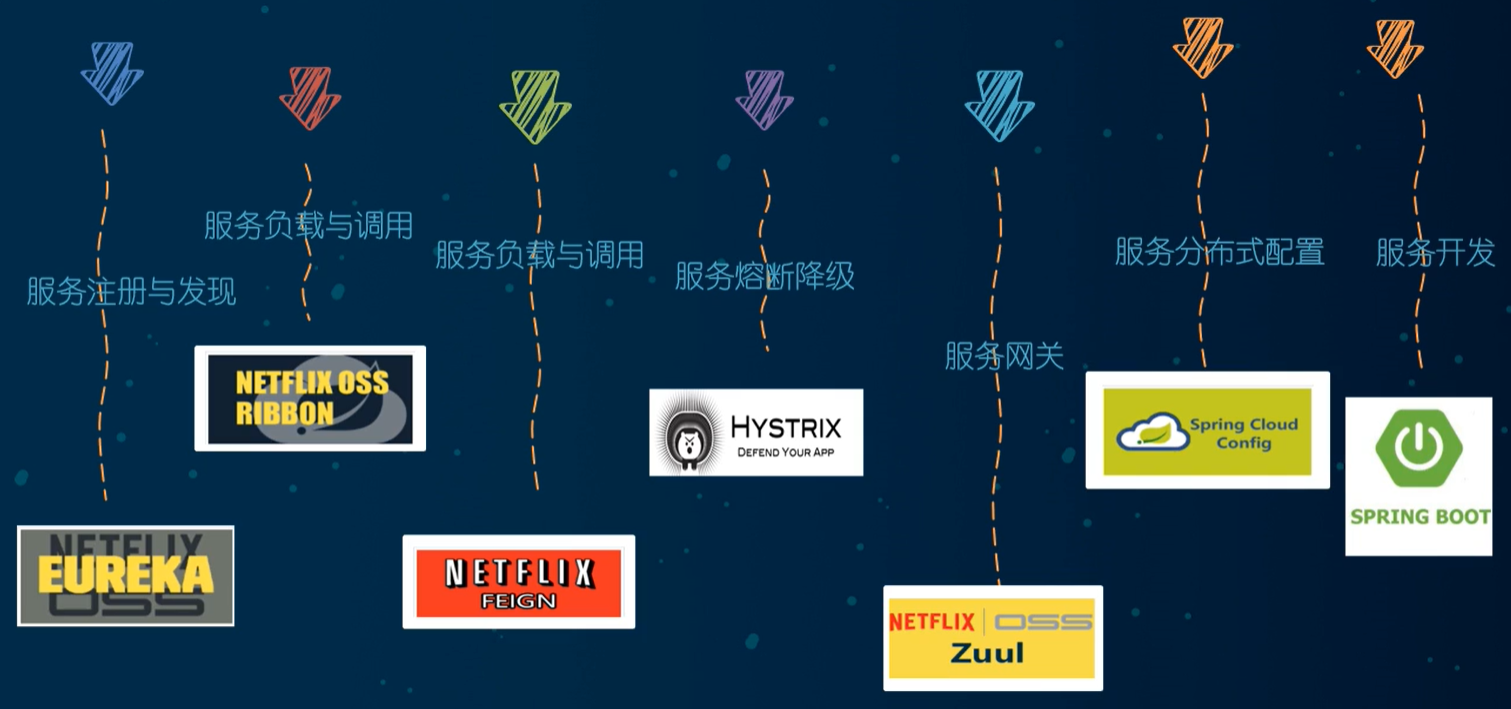 服务注册与发现
NETFLIX
EUREKA
OSS
服务负载与调用
NETFLIX OSS
RIBBON
服务负载与调用
NETFLIX
FEIGN
服务熔断降级
HYSTRIX
DEFEND YOUR APP
服务网关
NETFLIX OSS
Zuul
服务分布式配置
Spring Cloud
Config
服务开发
SPRING BOOT